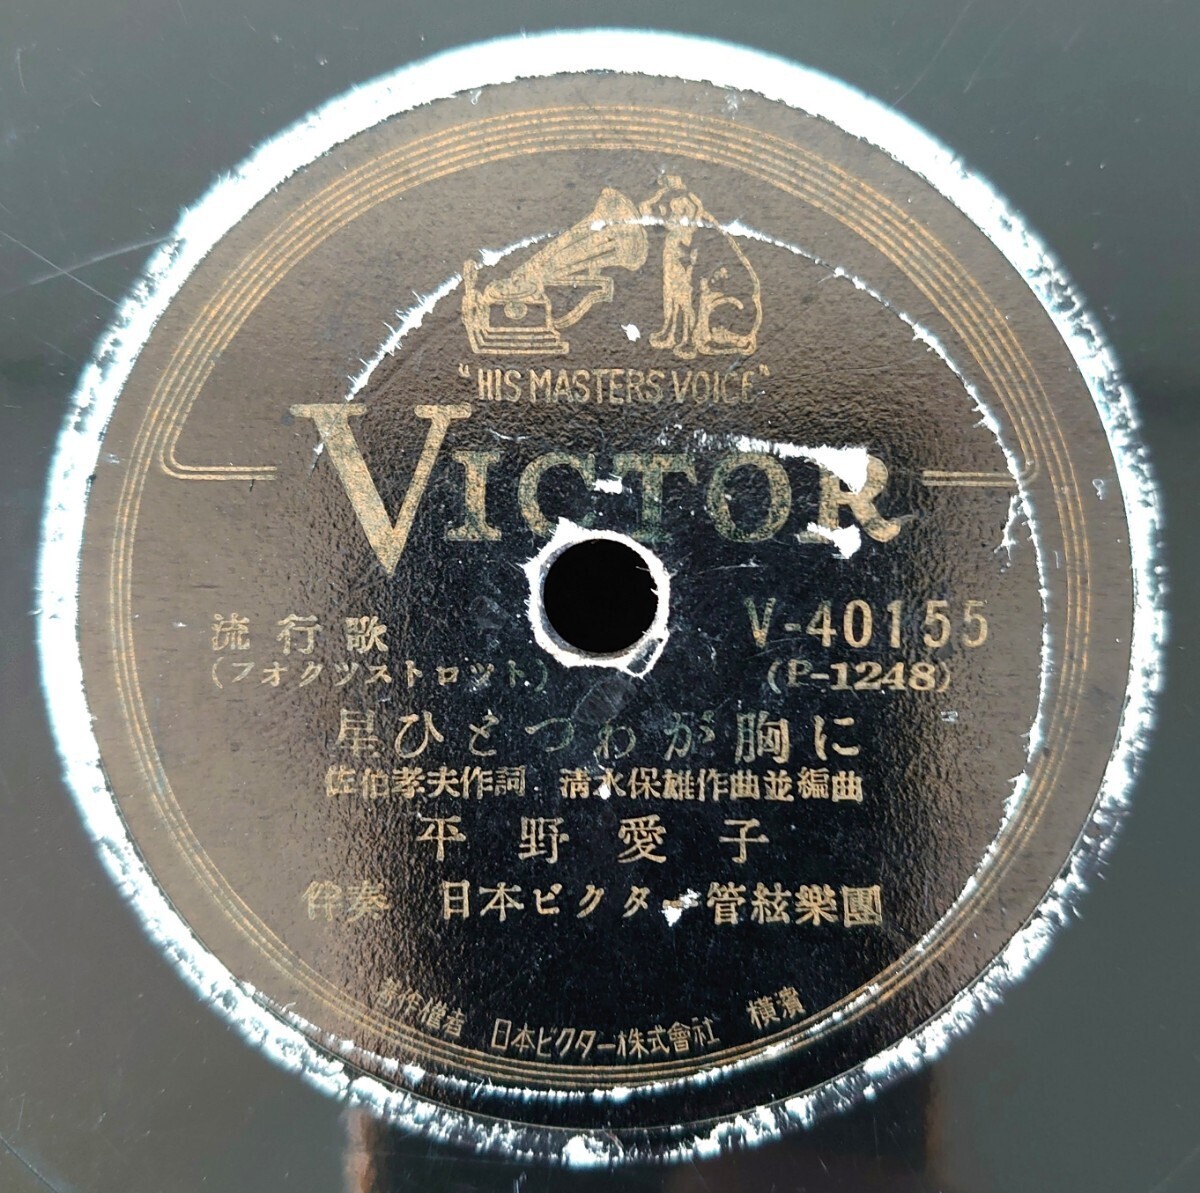 "HIS MASTERS VOICE"
VICTOR
流行歌
V-40155
(フオクツストロツト)
(P-1248)
星ひとつわが胸に
佐伯孝夫作詞 清水保雄作曲並編曲
平野愛子
伴奏 日本ビクター管絃樂團
著作權者 日本ビクター株式會社 横濱